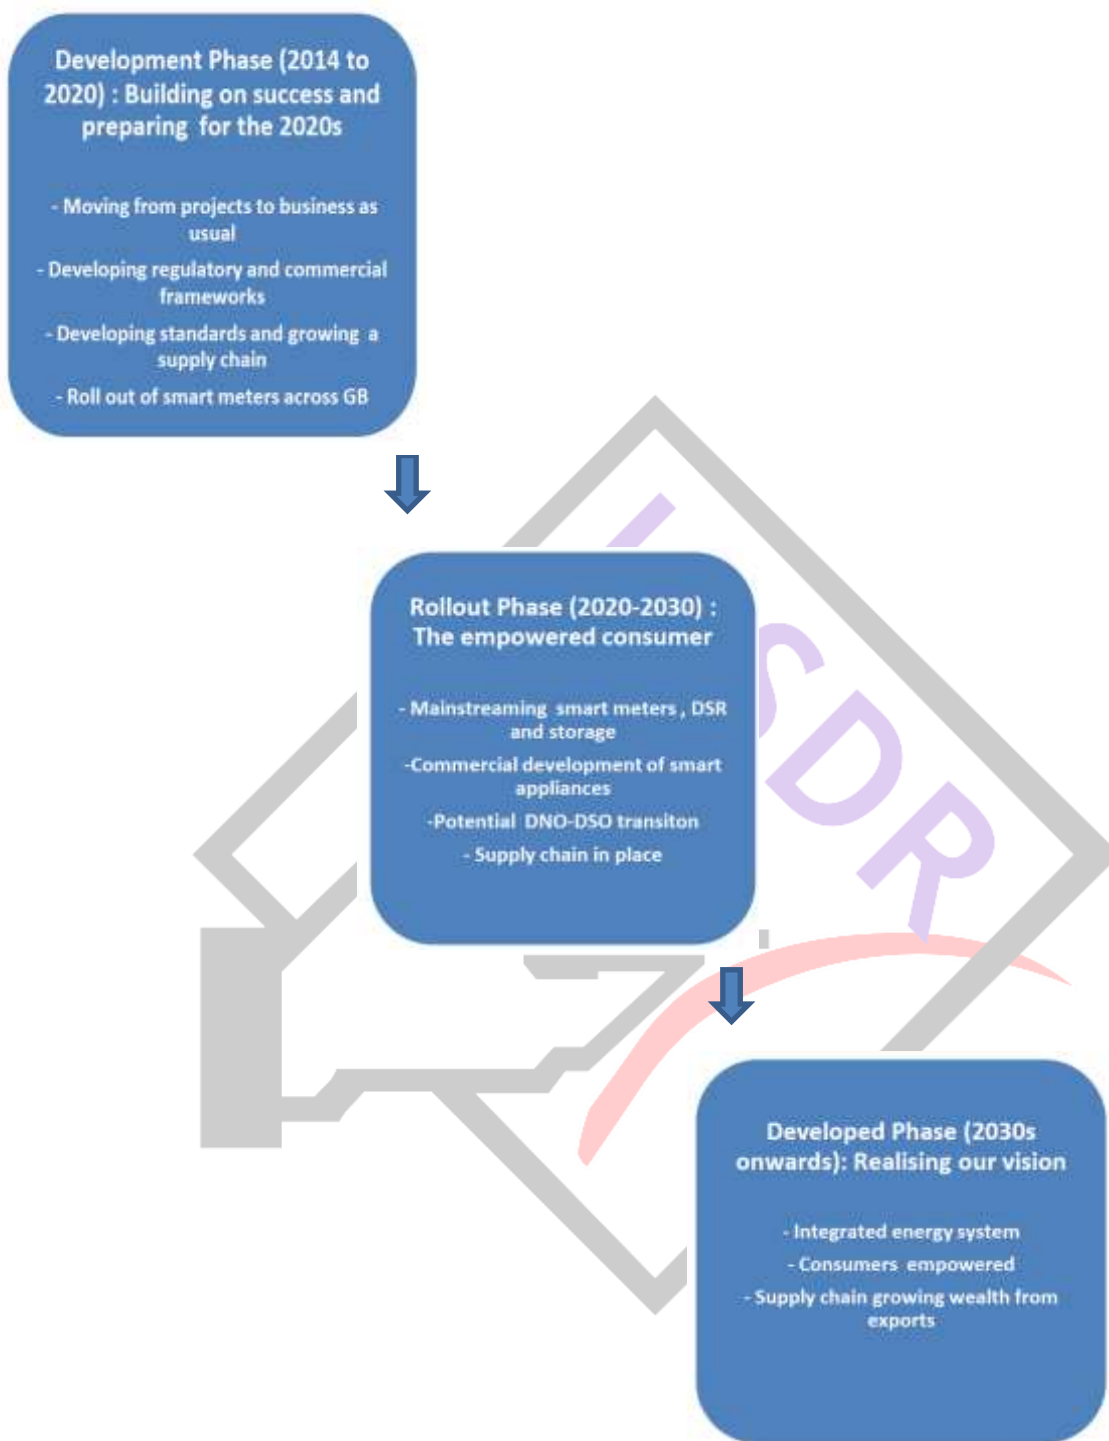 Development Phase (2014 to
2020) : Building on success and
preparing for the 2020s
- Moving from projects to business as
usual
- Developing regulatory and commercial
frameworks
- Developing standards and growing a
supply chain
- Roll out of smart meters across GB
Rollout Phase (2020-2030) :
The empowered consumer
- Mainstreaming smart meters , DSR
and storage
-Commercial development of smart
appliances
-Potential DNO-DSO transiton
- Supply chain in place
Developed Phase (2030s
onwards): Realising our vision
- Integrated energy system
- Consumers empowered
- Supply chain growing wealth from
exports